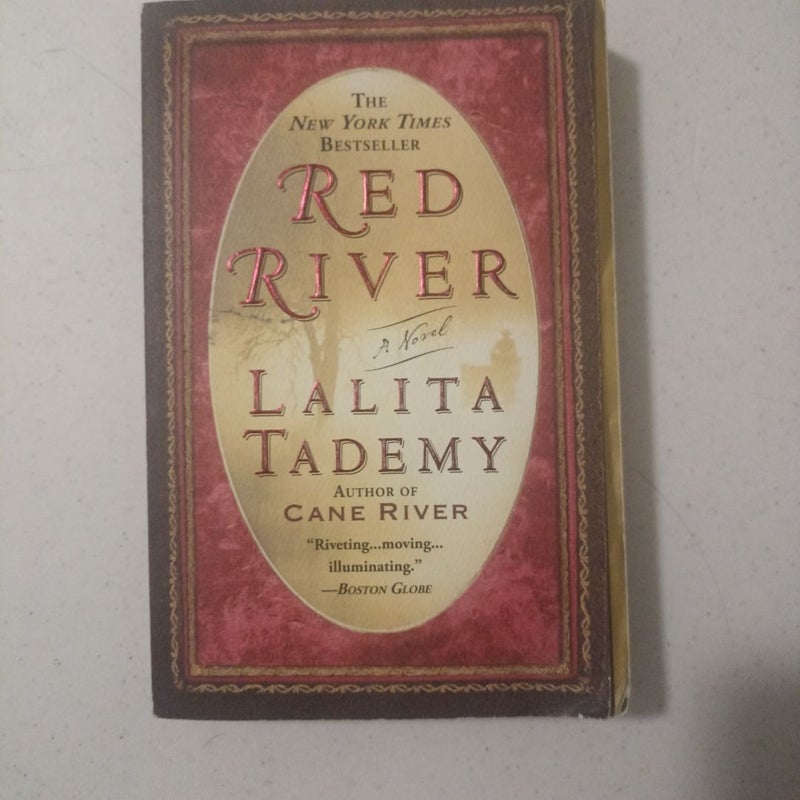 THE
NEW YORK TIMES
BESTSELLER
RED
RIVER
A Novel
LALITA
TADEMY
AUTHOR OF
CANE RIVER
“Riveting...moving...
illuminating.”
—BOSTON GLOBE